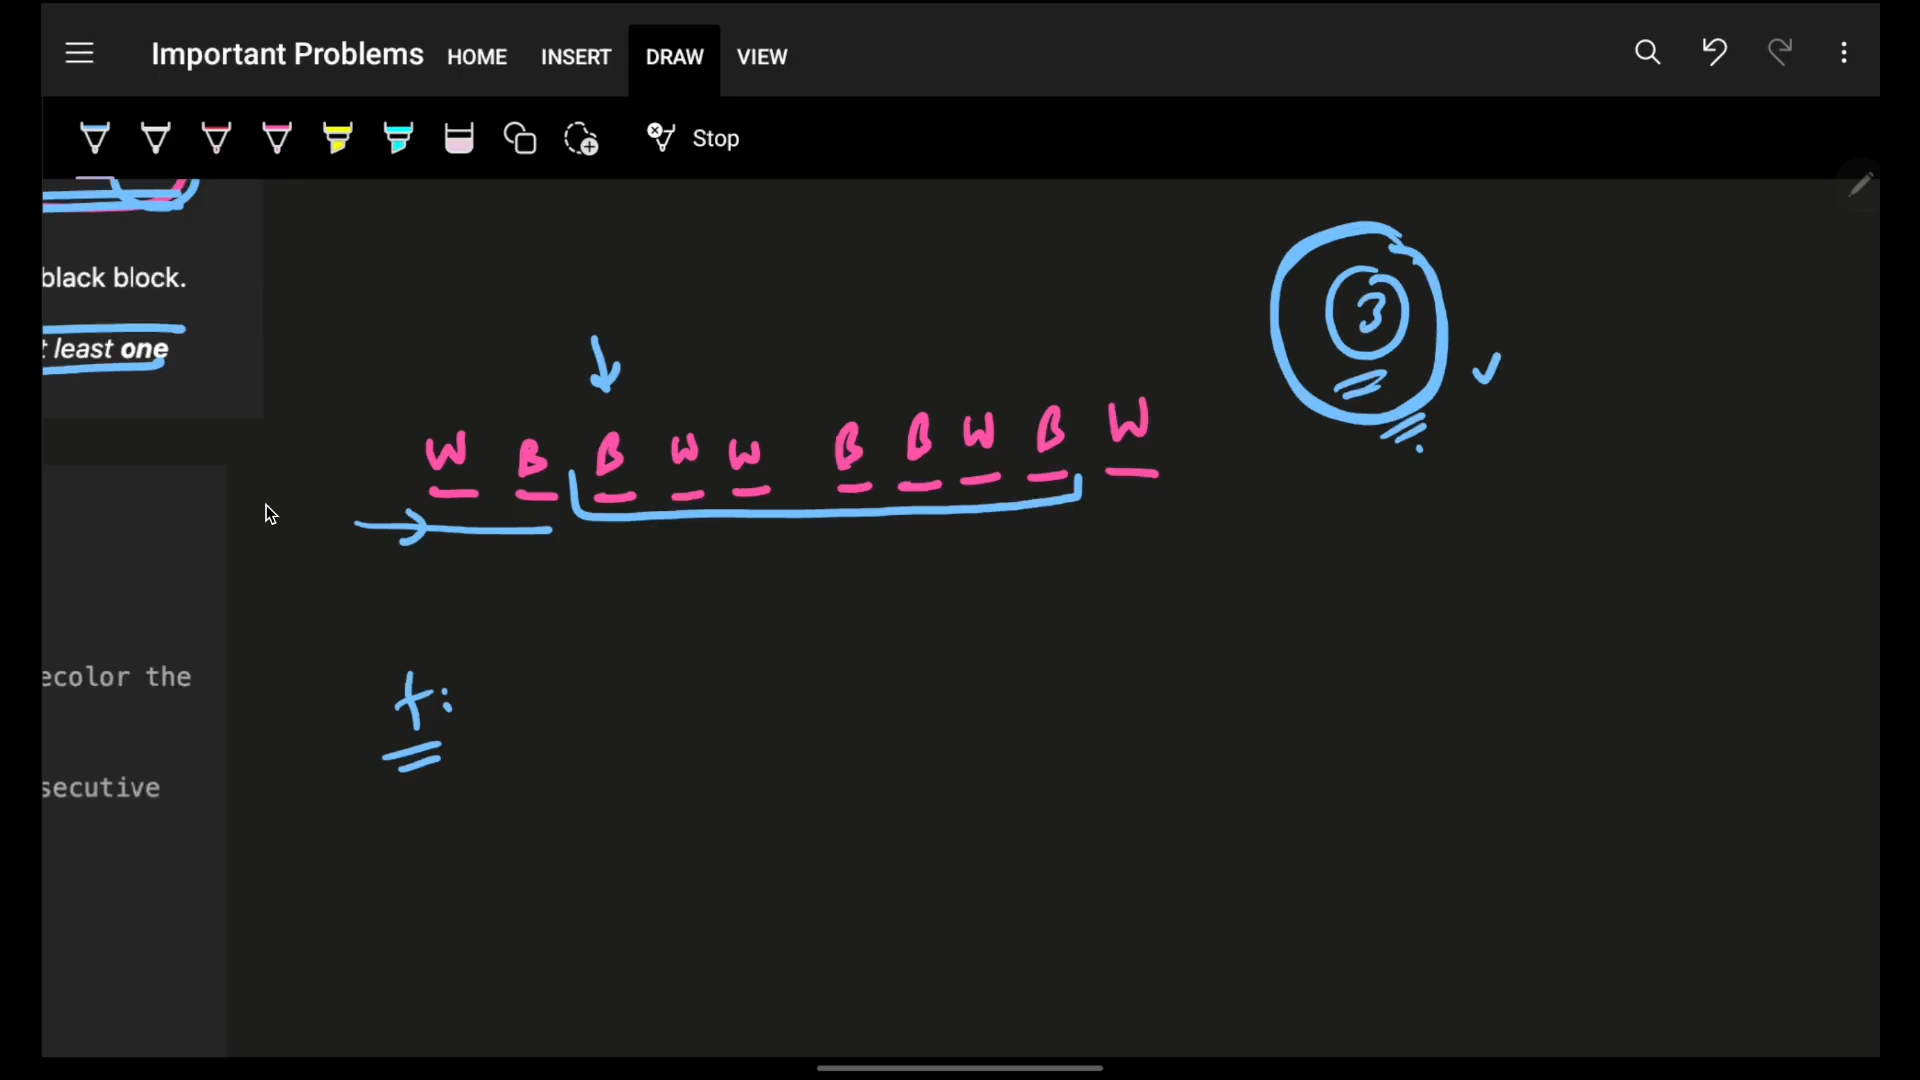 Important Problems HOME INSERT DRAW VIEW
Stop
black block.
t least one
3
W B B W W B B W B W
t:
ecolor the
secutive